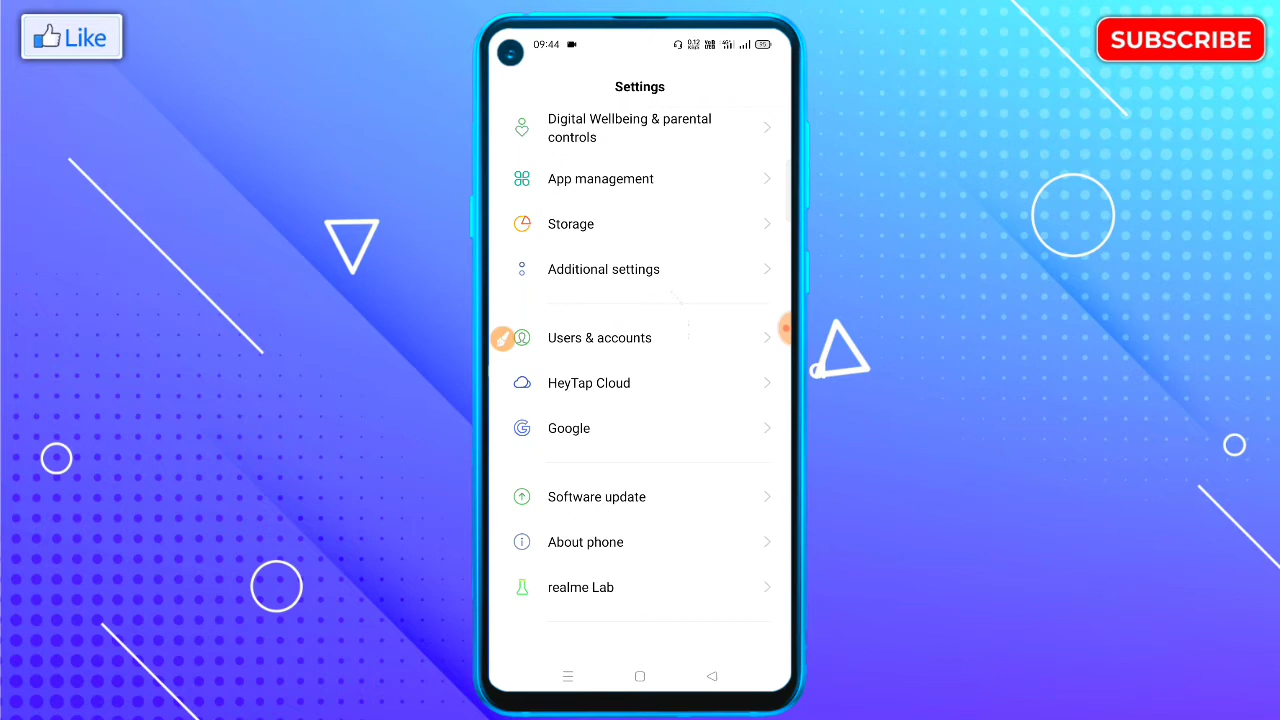 Like
SUBSCRIBE
09:44
35
Settings
Digital Wellbeing & parental
controls
App management
Storage
Additional settings
Users & accounts
HeyTap Cloud
Google
Software update
About phone
realme Lab